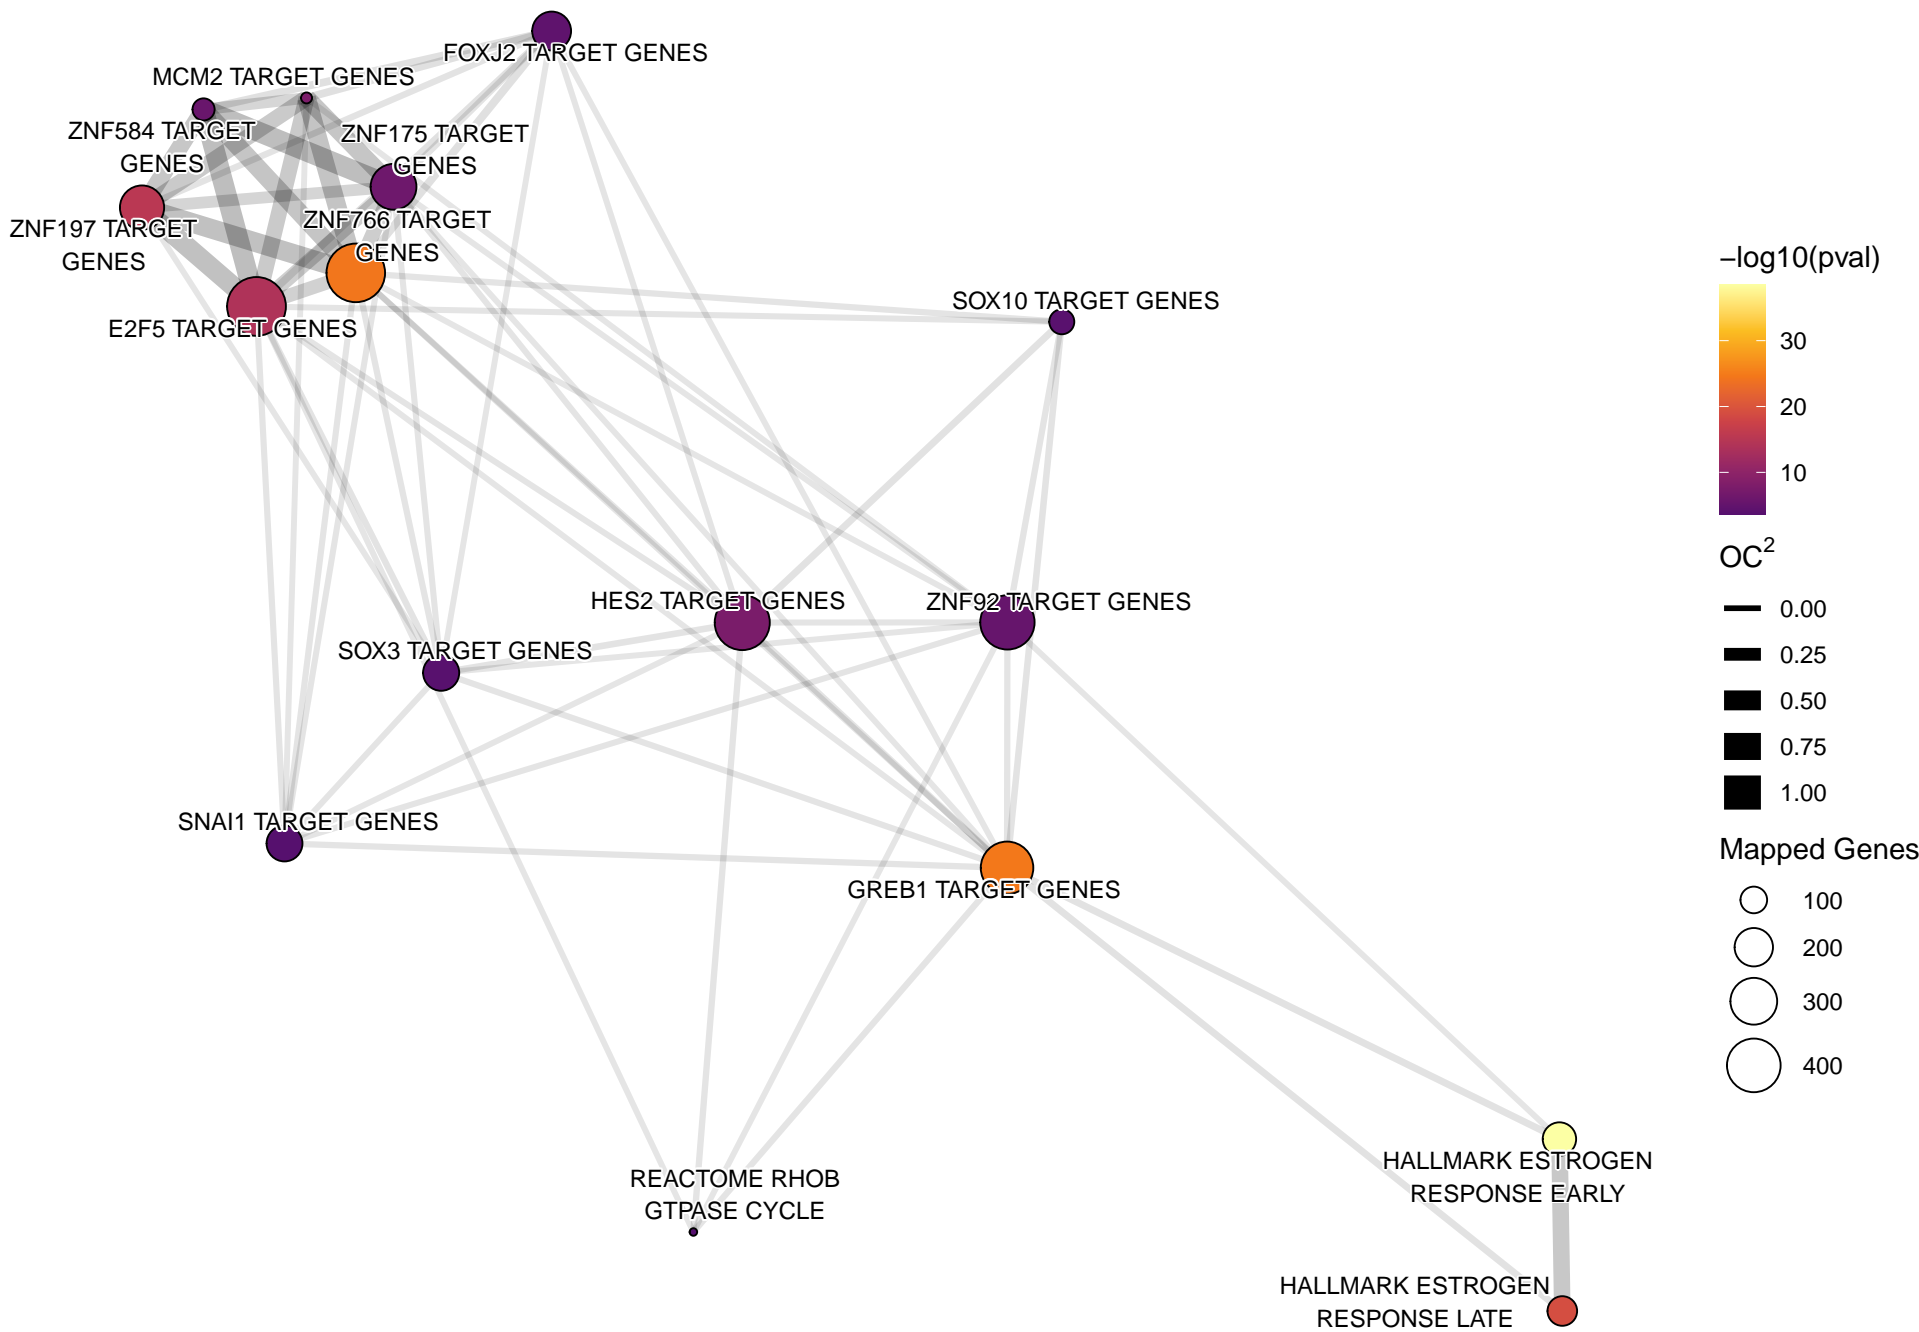 FOXJ2 TARGET GENES
MCM2 TARGET GENES
ZNF584 TARGET
GENES
ZNF175 TARGET
GENES
ZNF197 TARGET
GENES
ZNF766 TARGET
GENES
E2F5 TARGET GENES
SOX10 TARGET GENES
HES2 TARGET GENES
ZNF92 TARGET GENES
SOX3 TARGET GENES
SNAI1 TARGET GENES
GREB1 TARGET GENES
REACTOME RHOB
GTPASE CYCLE
HALLMARK ESTROGEN
RESPONSE EARLY
HALLMARK ESTROGEN
RESPONSE LATE
−log10(pval)
30
20
10
OC²
0.00
0.25
0.50
0.75
1.00
Mapped Genes
100
200
300
400